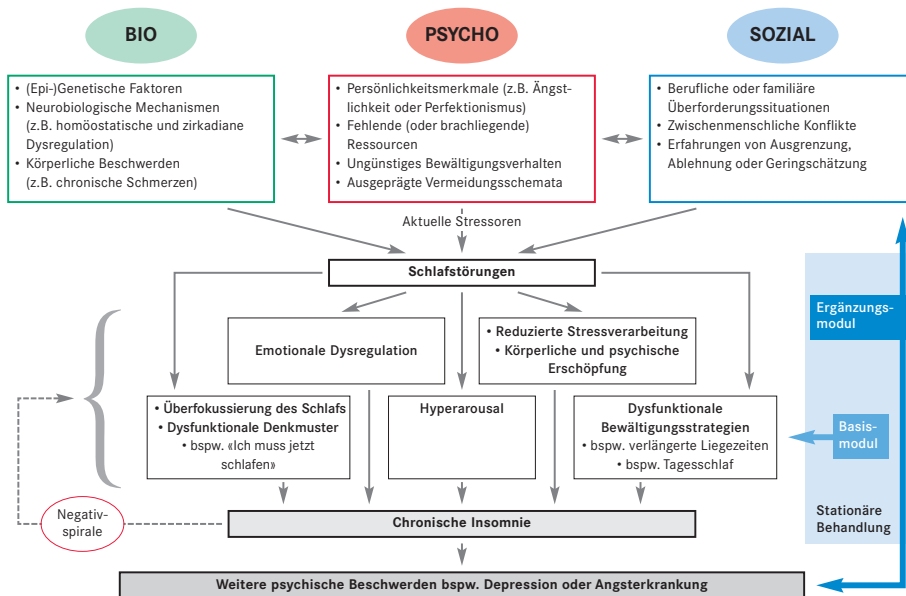 BIO
PSYCHO
SOZIAL
• (Epi-)Genetische Faktoren
• Neurobiologische Mechanismen
(z.B. homöostatische und zirkadiane
Dysregulation)
• Körperliche Beschwerden
(z.B. chronische Schmerzen)
• Persönlichkeitsmerkmale (z.B. Ängst-
lichkeit oder Perfektionismus)
• Fehlende (oder brachliegende)
Ressourcen
• Ungünstiges Bewältigungsverhalten
• Ausgeprägte Vermeidungsschemata
• Berufliche oder familiäre
Überforderungssituationen
• Zwischenmenschliche Konflikte
• Erfahrungen von Ausgrenzung,
Ablehnung oder Geringschätzung
Aktuelle Stressoren
Schlafstörungen
Emotionale Dysregulation
• Reduzierte Stressverarbeitung
• Körperliche und psychische
Erschöpfung
Ergänzungs-
modul
• Überfokussierung des Schlafs
• Dysfunktionale Denkmuster
• bspw. «Ich muss jetzt
schlafen»
Hyperarousal
Dysfunktionale
Bewältigungsstrategien
• bspw. verlängerte Liegezeiten
• bspw. Tagesschlaf
Basis-
modul
Negativ-
spirale
Chronische Insomnie
Stationäre
Behandlung
Weitere psychische Beschwerden bspw. Depression oder Angsterkrankung